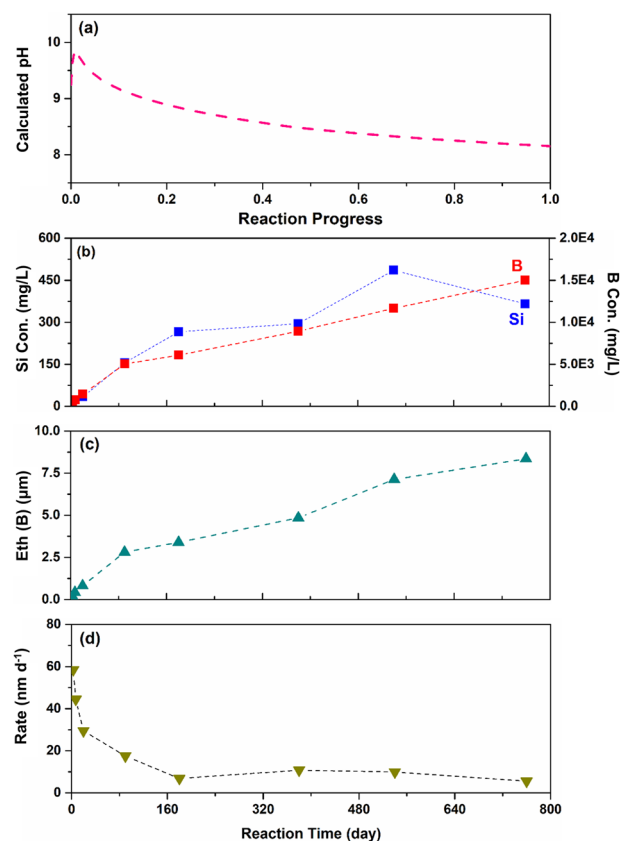 (a)
Calculated pH
10
9
8
0.0 0.2 0.4 0.6 0.8 1.0
Reaction Progress
(b)
Si Con. (mg/L)
600
450
300
150
0
B
Si
2.0E4
1.5E4
1.0E4
5.0E3
0.0
B Con. (mg/L)
(c)
Eth (B) (μm)
10.0
7.5
5.0
2.5
0.0
(d)
Rate (nm d⁻¹)
80
60
40
20
0
0 160 320 480 640 800
Reaction Time (day)